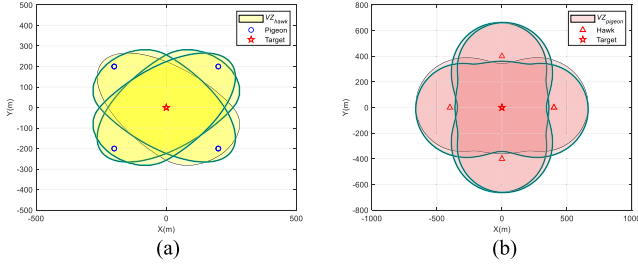 500
400
300
200
100
0
-100
-200
-300
-400
-500
-500
0
500
Y(m)
X(m)
VZhawk
Pigeon
Target
(a)
800
600
400
200
0
-200
-400
-600
-800
-1000
-500
0
500
1000
X(m)
X(m)
VZpigeon
Hawk
Target
(b)